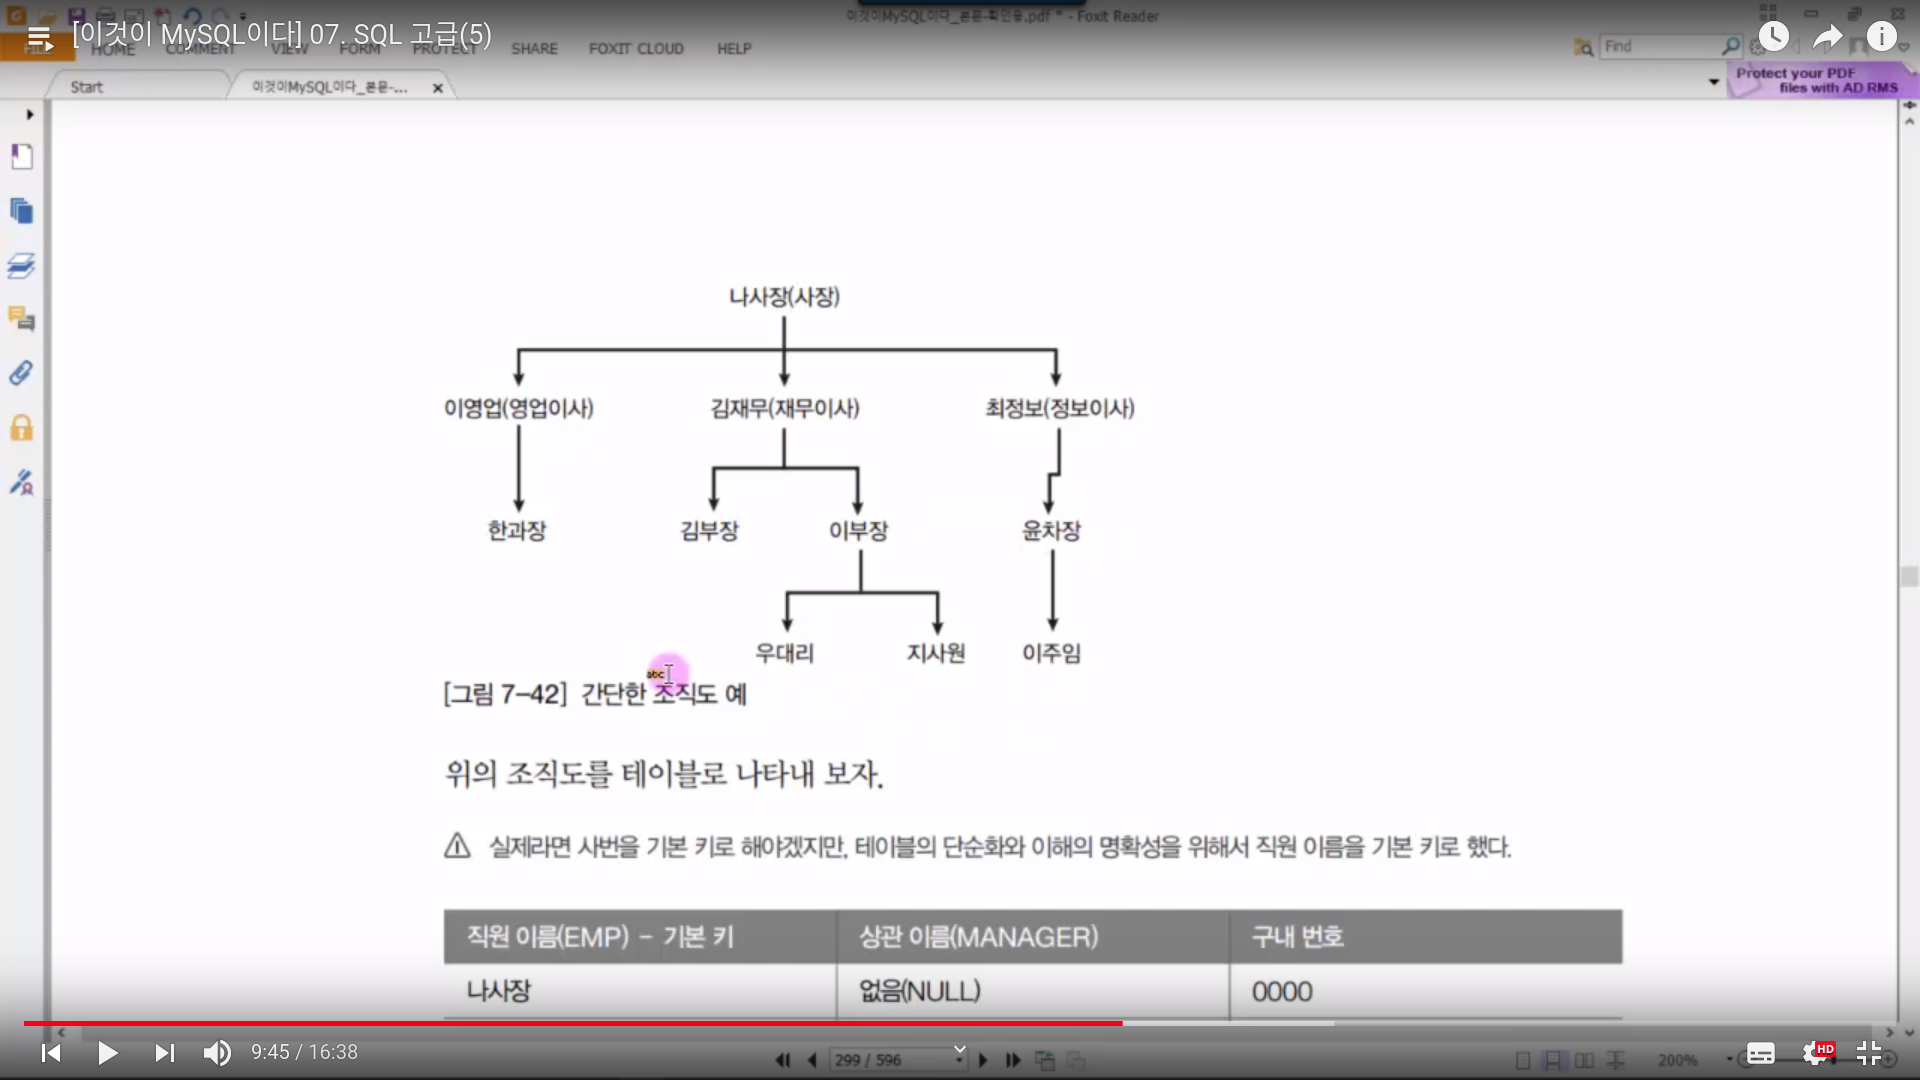 [이것이 MySQL이다] 07. SQL 고급(5)
이것이MySQL이다_본문-확인용.pdf * - Foxit Reader
FILE HOME COMMENT VIEW FORM PROTECT SHARE FOXIT CLOUD HELP
Find
Start
이것이MySQL이다_본문-...
Protect your PDF
files with AD RMS
나사장(사장)
이영업(영업이사) 김재무(재무이사) 최정보(정보이사)
한과장 김부장 이부장 윤차장
우대리 지사원 이주임
abc
[그림 7-42] 간단한 조직도 예
위의 조직도를 테이블로 나타내 보자.
실제라면 사번을 기본 키로 해야겠지만, 테이블의 단순화와 이해의 명확성을 위해서 직원 이름을 기본 키로 했다.
직원 이름(EMP) - 기본 키 상관 이름(MANAGER) 구내 번호
나사장 없음(NULL) 0000
9:45 / 16:38
299 / 596
200%
HD